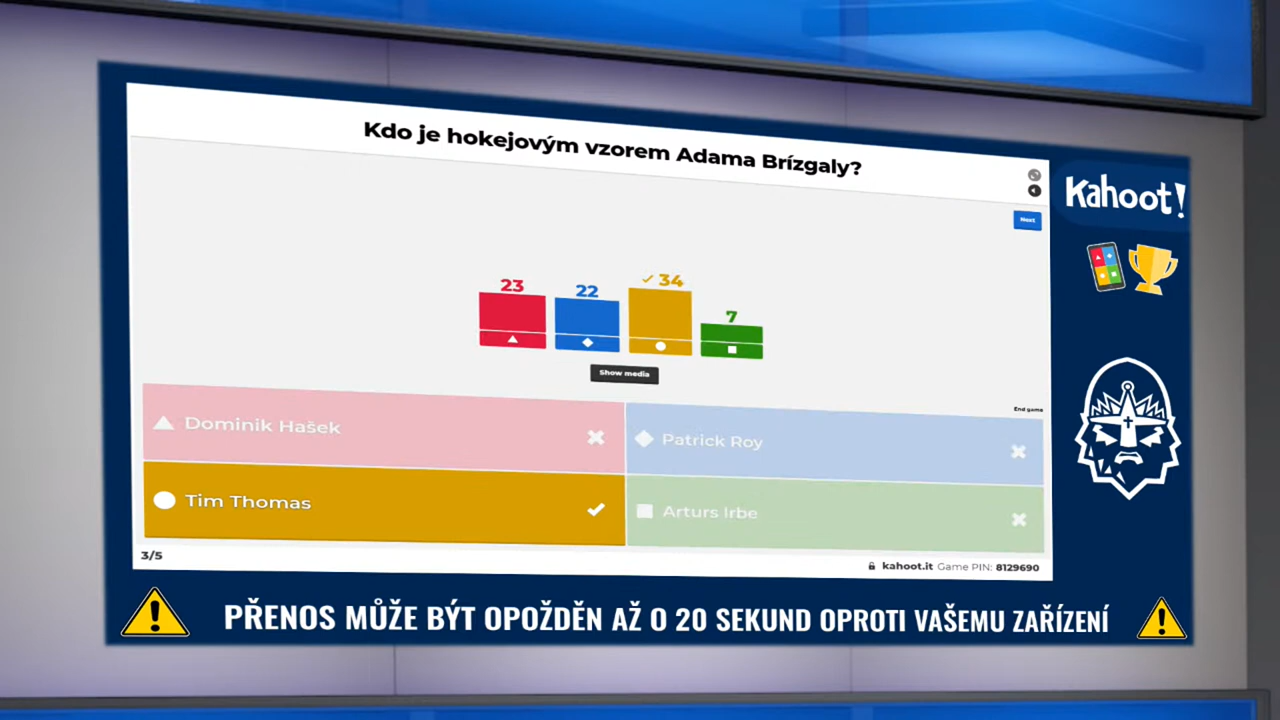 Kdo je hokejovým vzorem Adama Brízgaly?
Kahoot!
Next
23
22
34
7
Show media
End game
Dominik Hašek
Patrick Roy
Tim Thomas
Arturs Irbe
3/5
kahoot.it Game PIN: 8129690
PŘENOS MŮŽE BÝT OPOŽDĚN AŽ O 20 SEKUND OPROTI VAŠEMU ZAŘÍZENÍ